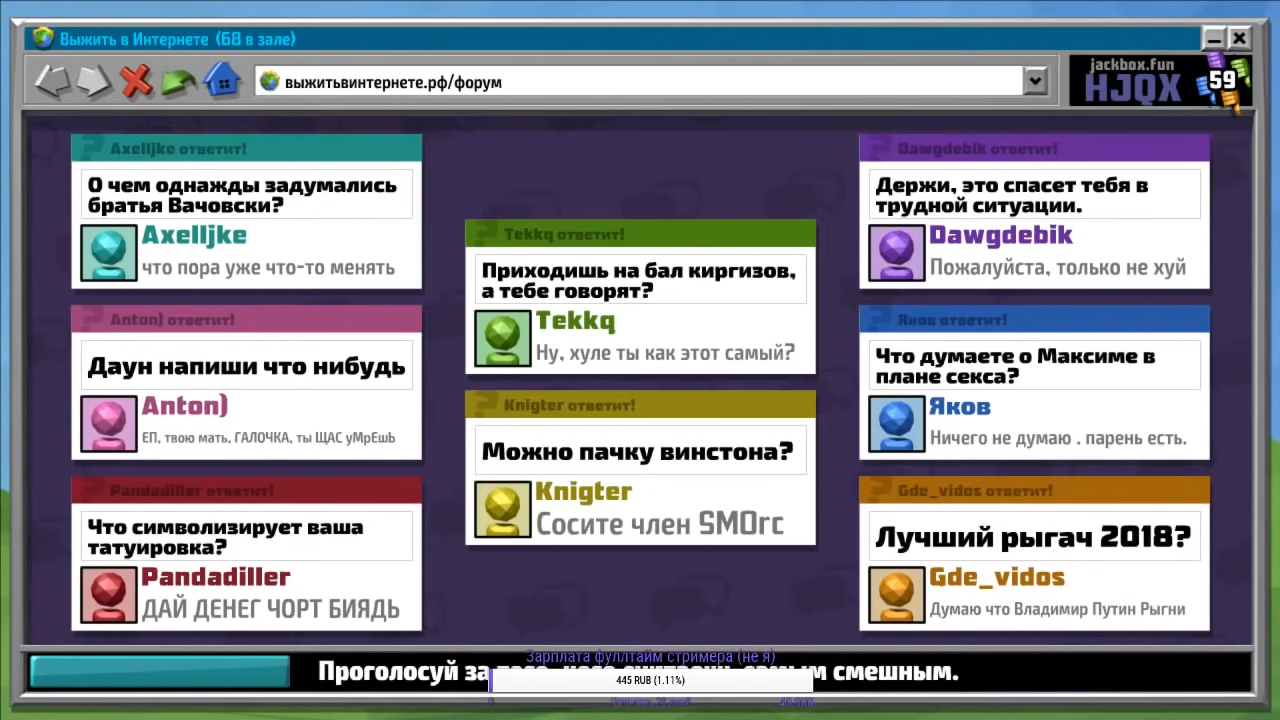 Выжить в Интернете (68 в зале)
выжитьвинтернете.рф/форум
jackbox.fun
HJQX
59
Axelljke ответит!
О чем однажды задумались
братья Вачовски?
Axelljke
что пора уже что-то менять
Anton) ответит!
Даун напиши что нибудь
Anton)
ЕП, твою мать, ГАЛОЧКА, ты ЩАС уМрЕшЬ
Pandadiller ответит!
Что символизирует ваша
татуировка?
Pandadiller
ДАЙ ДЕНЕГ ЧОРТ БИЯДЬ
Tekkq ответит!
Приходишь на бал киргизов,
а тебе говорят?
Tekkq
Ну, хуле ты как этот самый?
Knigter ответит!
Можно пачку винстона?
Knigter
Сосите член SMOrc
Dawgdebik ответит!
Держи, это спасет тебя в
трудной ситуации.
Dawgdebik
Пожалуйста, только не хуй
Яков ответит!
Что думаете о Максиме в
плане секса?
Яков
Ничего не думаю . парень есть.
Gde_vidos ответит!
Лучший рыгач 2018?
Gde_vidos
Думаю что Владимир Путин Рыгни
Зарплата фуллтайм стримера (не я)
Проголосуй за смешным.
445 RUB (1.11%)
0